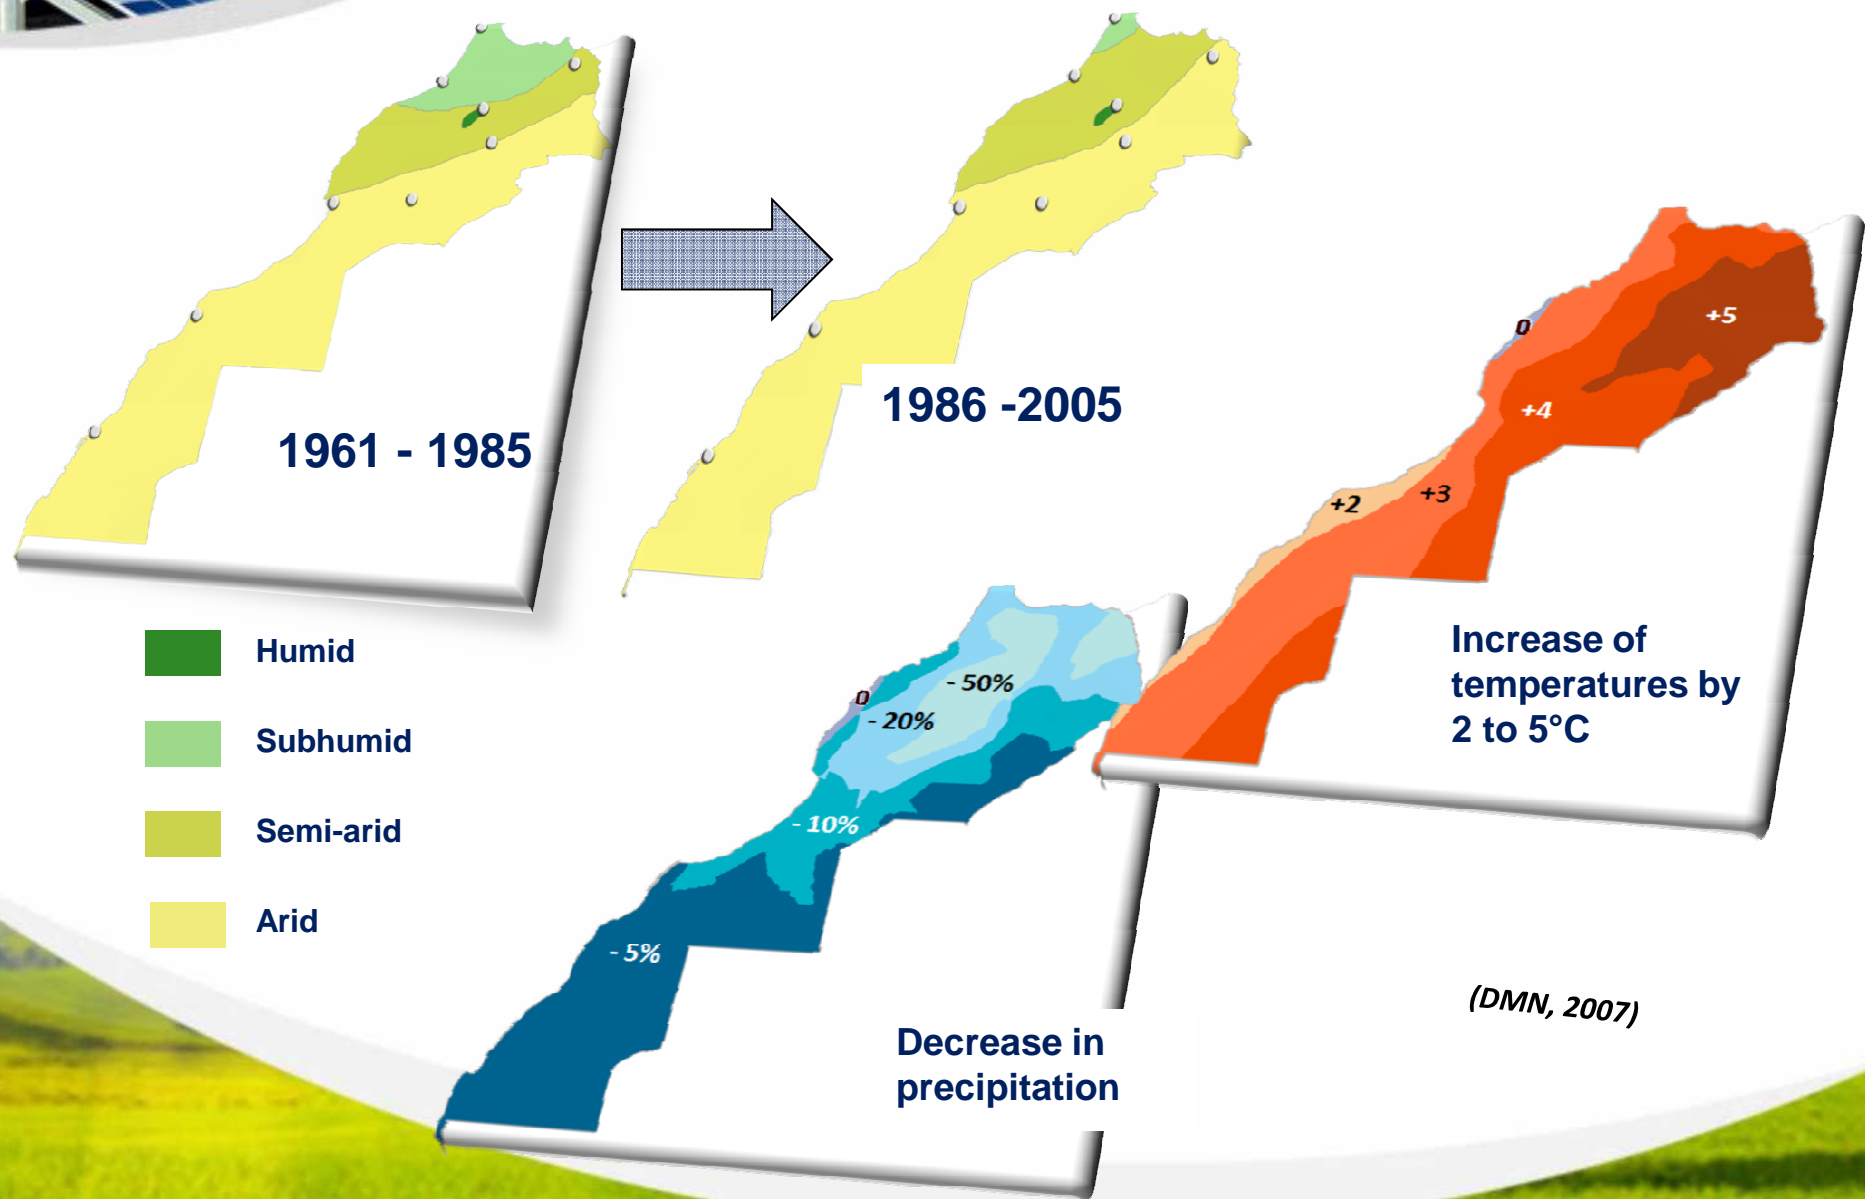 1961 - 1985
1986 -2005
Humid
Subhumid
Semi-arid
Arid
0
+5
+4
+3
+2
Increase of
temperatures by
2 to 5°C
0
- 50%
- 20%
- 10%
- 5%
Decrease in
precipitation
(DMN, 2007)